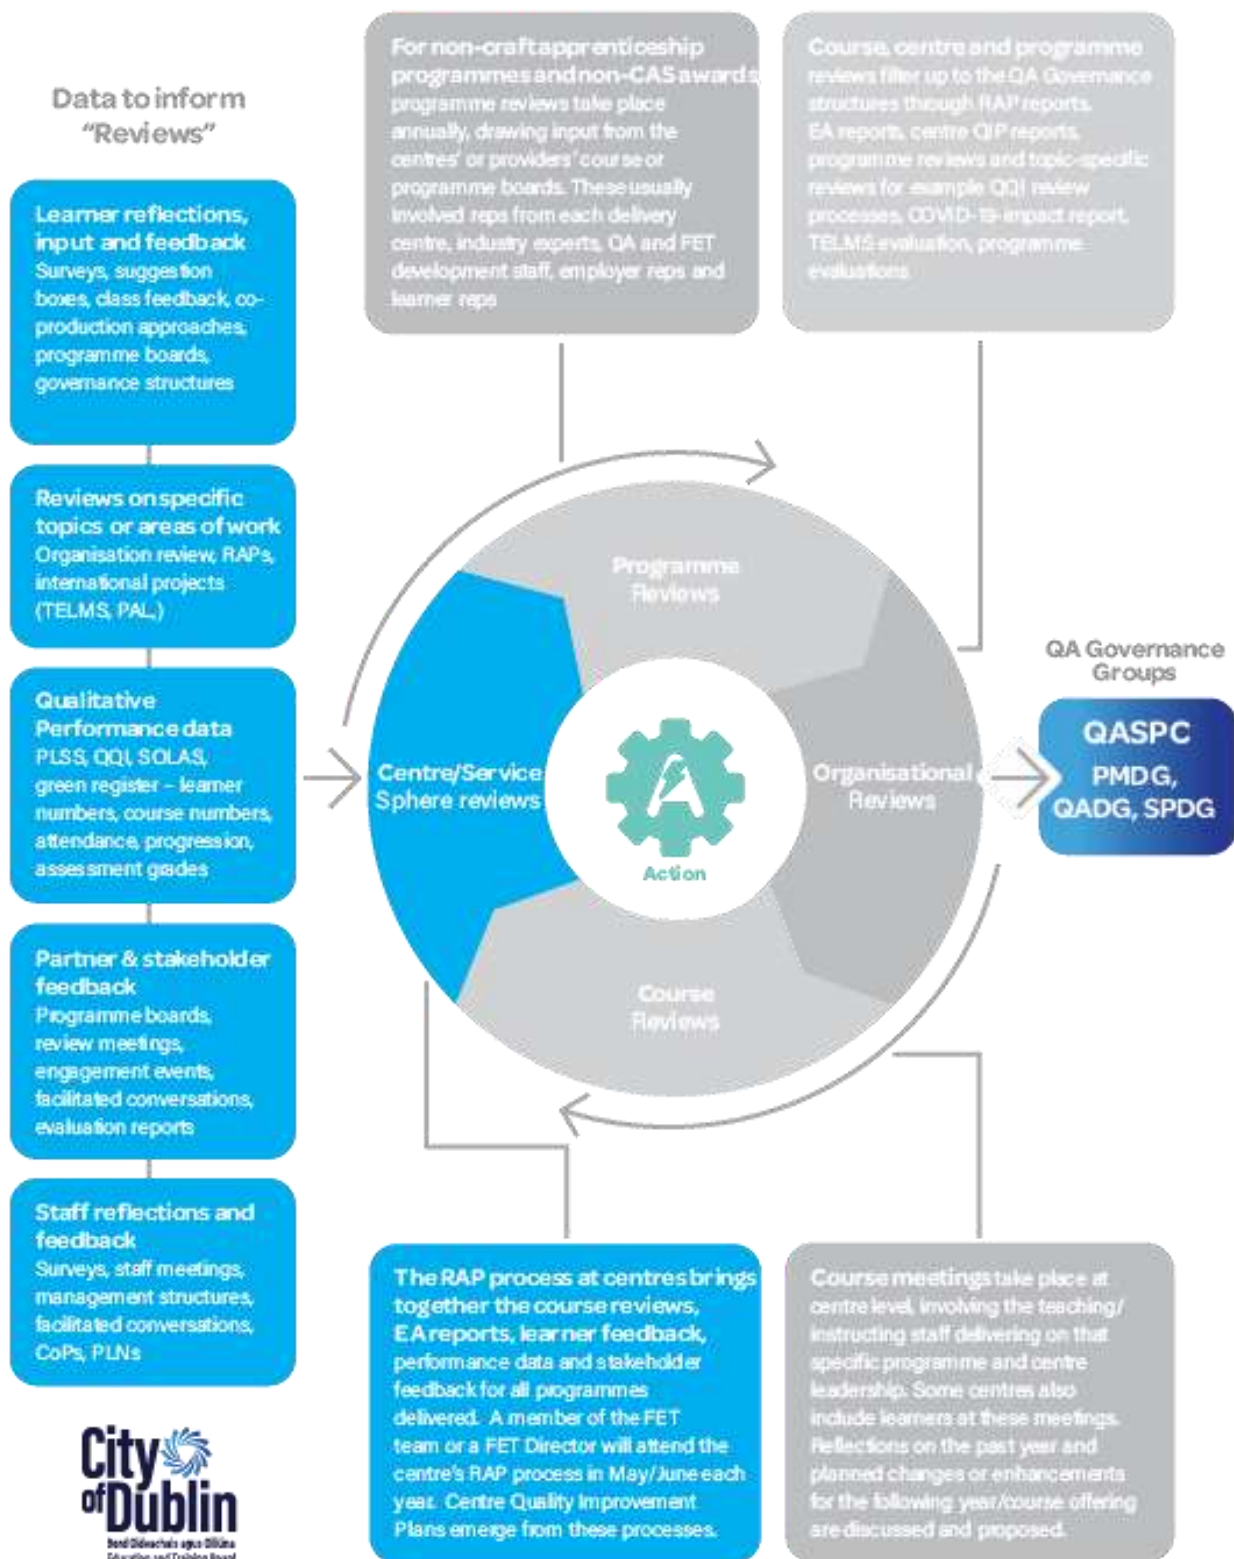 Data to inform
“Reviews”
Learner reflections,
input and feedback
Surveys, suggestion
boxes, class feedback, co-
production approaches,
programme boards,
governance structures
Reviews on specific
topics or areas of work
Organisation review, RAPs,
international projects
(TELMS, PAL,)
Qualitative
Performance data
PLSS, QQI, SOLAS,
green register – learner
numbers, course numbers,
attendance, progression,
assessment grades
Partner & stakeholder
feedback
Programme boards,
review meetings,
engagement events,
facilitated conversations,
evaluation reports
Staff reflections and
feedback
Surveys, staff meetings,
management structures,
facilitated conversations,
CoPs, PLNs
For non-craft apprenticeship
programmes and non-CAS awards,
programme reviews take place
annually, drawing input from the
centres’ or providers’ course or
programme boards. These usually
involved reps from each delivery
centre, industry experts, QA and FET
development staff, employer reps and
learner reps
Course, centre and programme
reviews filter up to the QA Governance
structures through RAP reports,
EA reports, centre QIP reports,
programme reviews and topic-specific
reviews for example QQI review
processes, COVID-19-impact report,
TELMS evaluation, programme
evaluations
Programme
Reviews
Centre/Service
Sphere reviews
Organisational
Reviews
Action
Course
Reviews
QA Governance
Groups
QASPC
PMDG,
QADG, SPDG
The RAP process at centres brings
together the course reviews,
EA reports, learner feedback,
performance data and stakeholder
feedback for all programmes
delivered. A member of the FET
team or a FET Director will attend the
centre’s RAP process in May/June each
year. Centre Quality Improvement
Plans emerge from these processes.
Course meetings take place at
centre level, involving the teaching/
instructing staff delivering on that
specific programme and centre
leadership. Some centres also
include learners at these meetings.
Reflections on the past year and
planned changes or enhancements
for the following year/course offering
are discussed and proposed.
City
of Dublin
Bord Oideachais agus Oiliúna
Education and Training Board